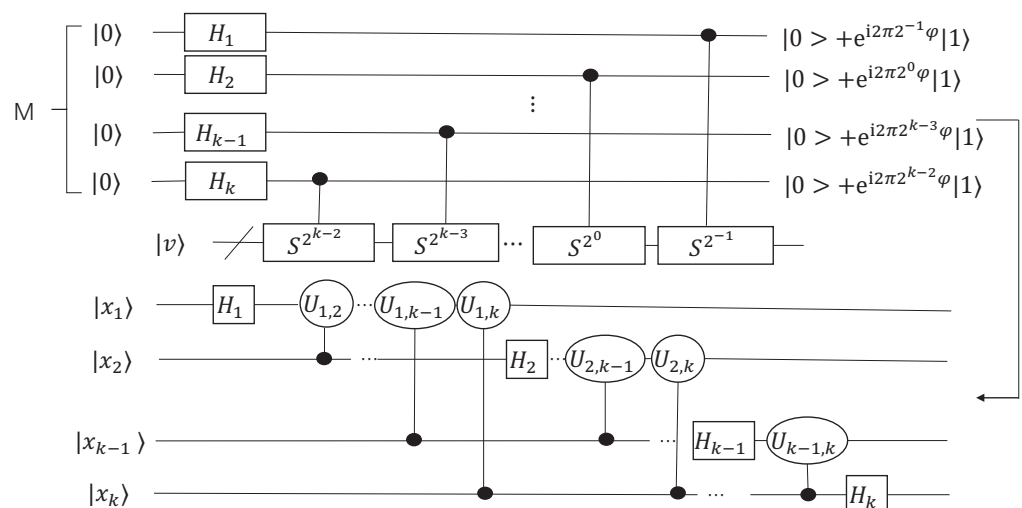 |0⟩ H₁ |0 > +e^{i2π2^{−1}φ}|1⟩
|0⟩ H₂ |0 > +e^{i2π2^{0}φ}|1⟩
M
⋮
|0⟩ H_{k−1} |0 > +e^{i2π2^{k−3}φ}|1⟩
|0⟩ H_k |0 > +e^{i2π2^{k−2}φ}|1⟩
|v⟩ S^{2^{k−2}} S^{2^{k−3}} ⋯ S^{2^{0}} S^{2^{−1}}
|x₁⟩ H₁ U_{1,2} ⋯ U_{1,k−1} U_{1,k}
|x₂⟩ ⋯ H₂ ⋯ U_{2,k−1} U_{2,k}
|x_{k−1} ⟩ ⋯ H_{k−1} U_{k−1,k}
|x_k⟩ ⋯ H_k